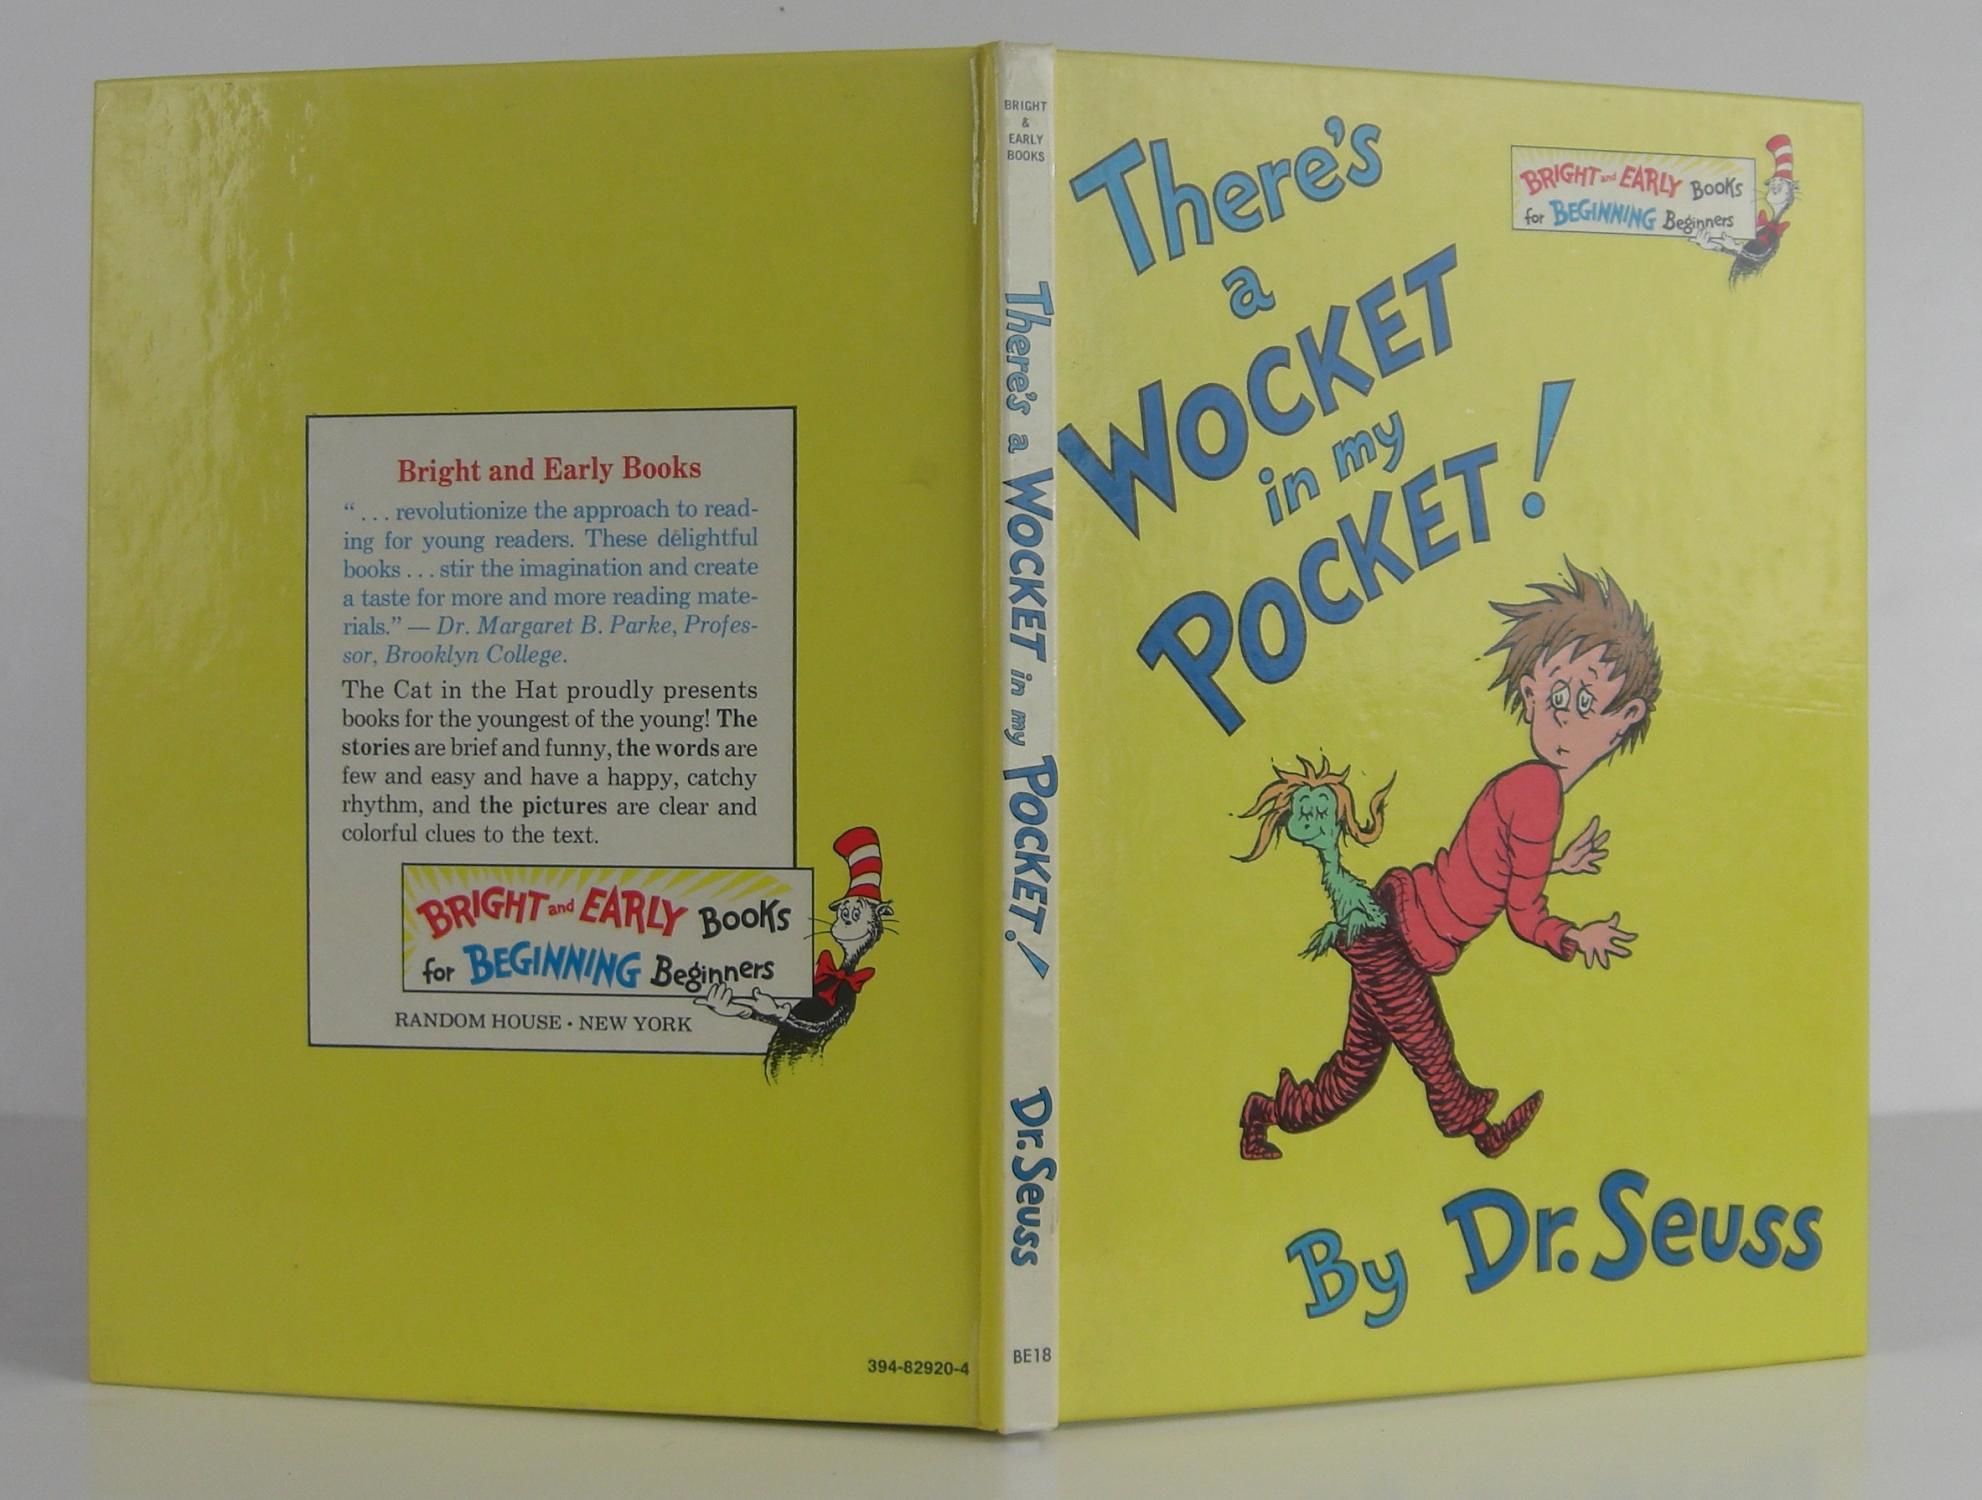 Bright and Early Books
“ . . . revolutionize the approach to read-
ing for young readers. These delightful
books . . . stir the imagination and create
a taste for more and more reading mate-
rials.” — Dr. Margaret B. Parke, Profes-
sor, Brooklyn College.
The Cat in the Hat proudly presents
books for the youngest of the young! The
stories are brief and funny, the words are
few and easy and have a happy, catchy
rhythm, and the pictures are clear and
colorful clues to the text.
BRIGHT and EARLY BooKs
for BEGINNING Beginners
RANDOM HOUSE • NEW YORK
394-82920-4
BRIGHT
&
EARLY
BOOKS
There's a WOCKET in my POCKET!
Dr. Seuss
BE18
There's
a
WOCKET
in my
POCKET!
BRIGHT and EARLY BooKs
for BEGINNING Beginners
By Dr. Seuss